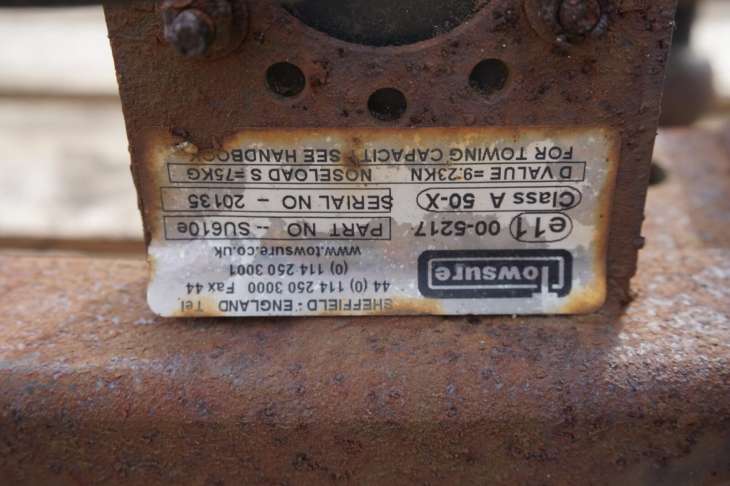 Towsure
SHEFFIELD : ENGLAND Tel
44 (0) 114 250 3000 Fax 44
(0) 114 250 3001
www.towsure.co.uk
e11 00-5217
PART NO -- SU610e
Class A 50-X
SERIAL NO - 20135
D VALUE =9.23KN NOSELOAD S =75KG
FOR TOWING CAPACITY SEE HANDBOOK